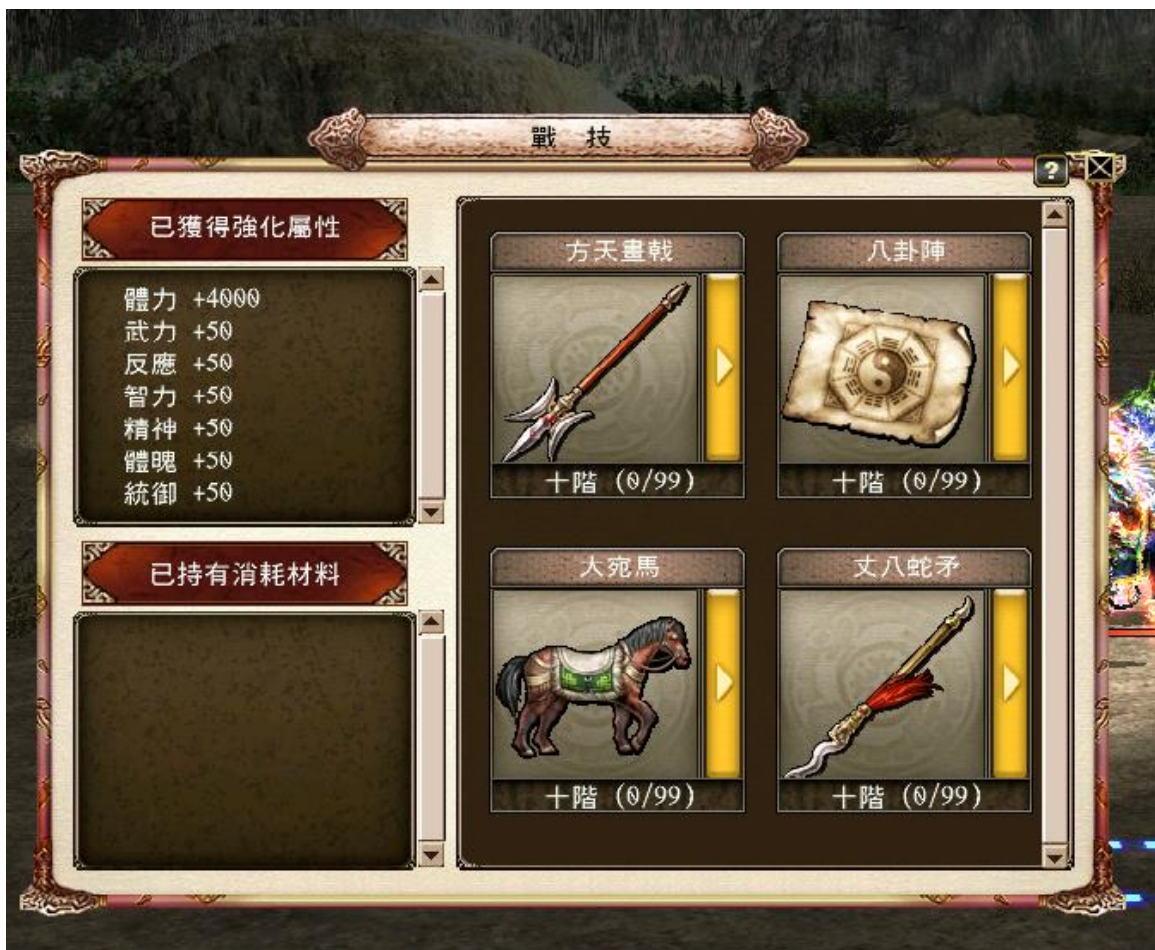 戰 技
?
已獲得強化屬性
體力 +4000
武力 +50
反應 +50
智力 +50
精神 +50
體魄 +50
統御 +50
已持有消耗材料
方天畫戟
十階 (0/99)
八卦陣
十階 (0/99)
大宛馬
十階 (0/99)
丈八蛇矛
十階 (0/99)